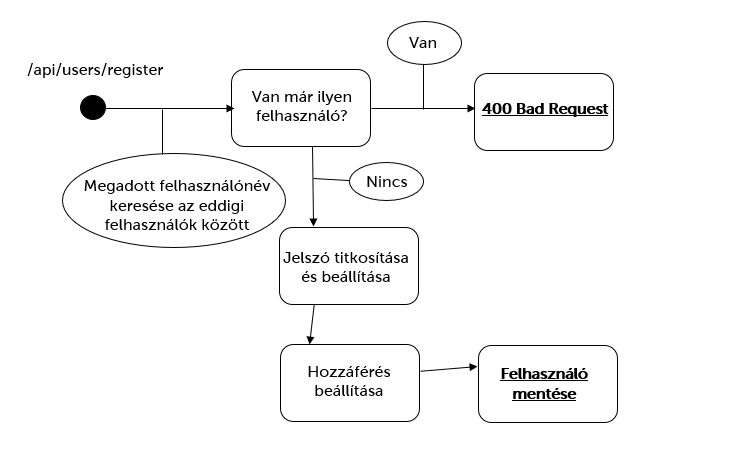 /api/users/register
Van
Van már ilyen
felhasználó?
400 Bad Request
Megadott felhasználónév
keresése az eddigi
felhasználók között
Nincs
Jelszó titkosítása
és beállítása
Hozzáférés
beállítása
Felhasználó
mentése